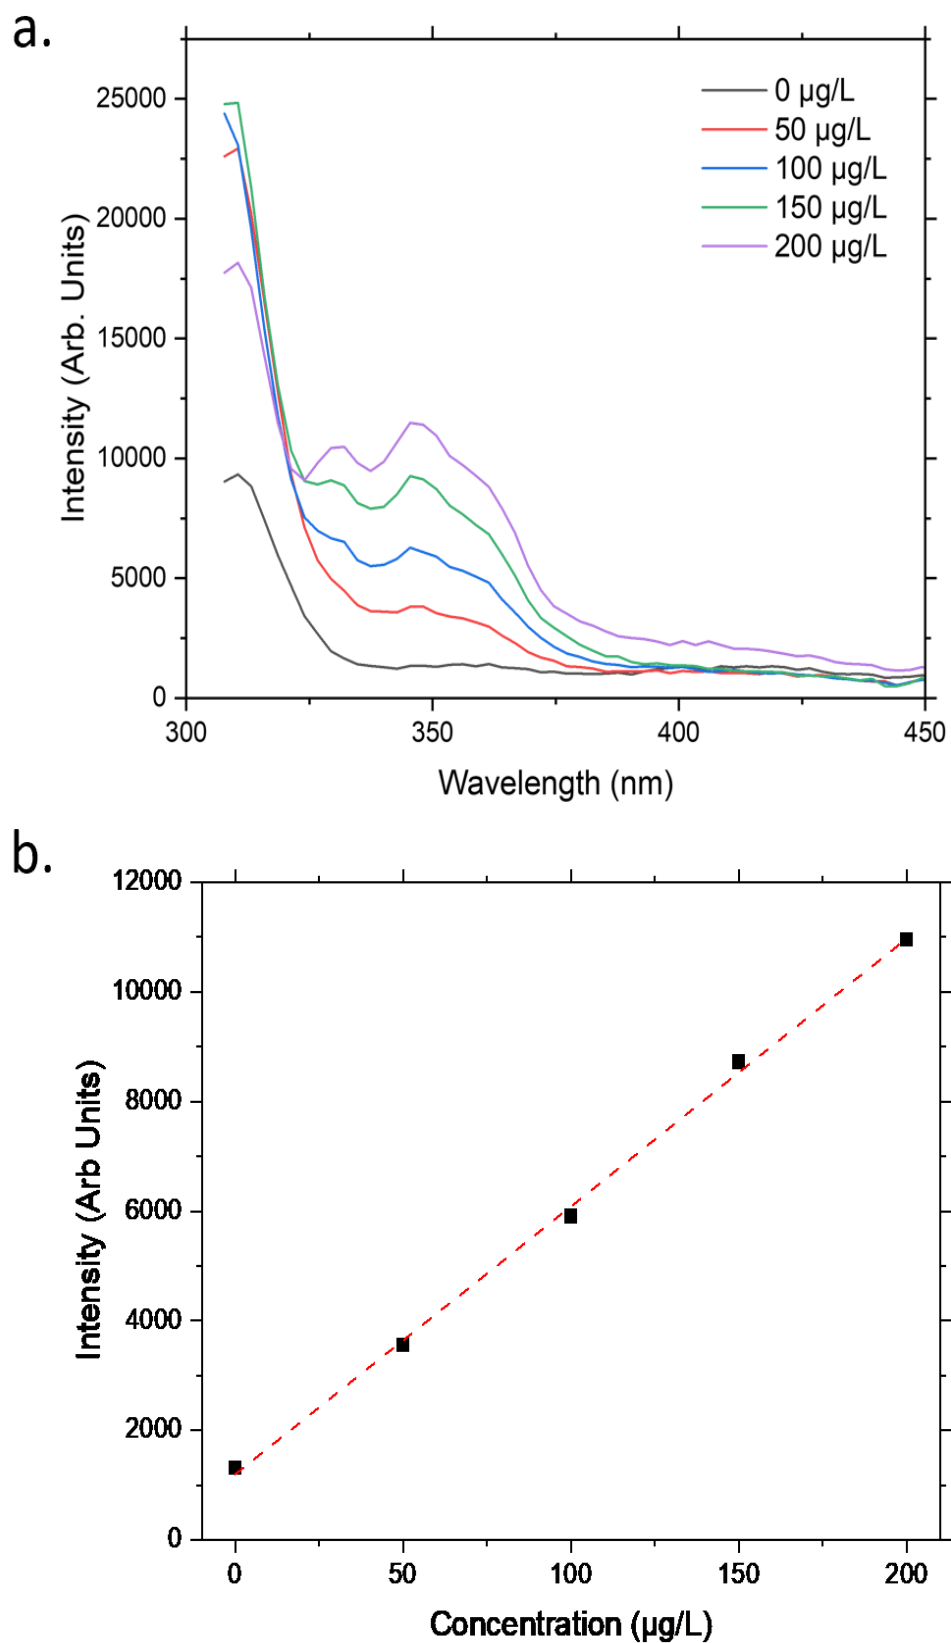 a.
25000
20000
15000
10000
5000
0
Intensity (Arb. Units)
0 µg/L
50 µg/L
100 µg/L
150 µg/L
200 µg/L
300
350
400
450
Wavelength (nm)
b.
12000
10000
8000
6000
4000
2000
0
Intensity (Arb Units)
0
50
100
150
200
Concentration (µg/L)